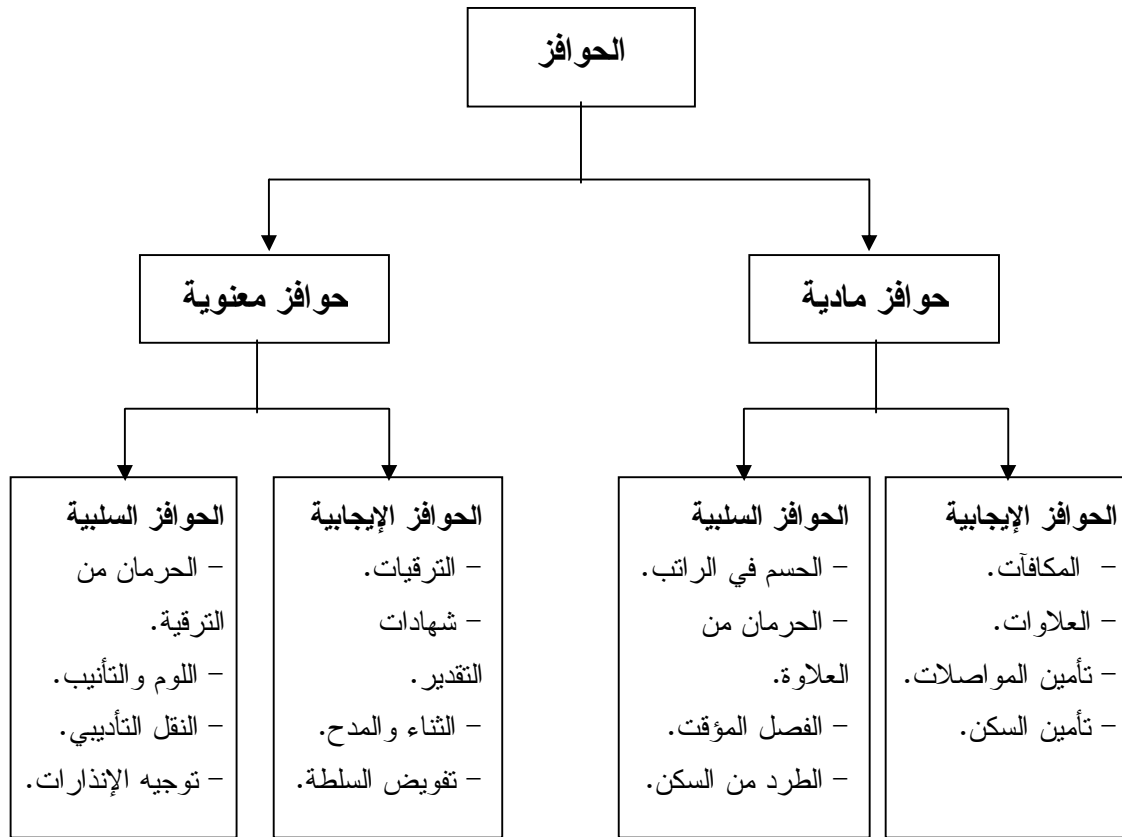 الحوافز
حوافز مادية
حوافز معنوية
الحوافز الإيجابية
– المكافآت.
– العلاوات.
– تأمين المواصلات.
– تأمين السكن.
الحوافز السلبية
– الحسم في الراتب.
– الحرمان من
العلاوة.
– الفصل المؤقت.
– الطرد من السكن.
الحوافز الإيجابية
– الترقيات.
– شهادات
التقدير.
– الثناء والمدح.
– تفويض السلطة.
الحوافز السلبية
– الحرمان من
الترقية.
– اللوم والتأنيب.
– النقل التأديبي.
– توجيه الإنذارات.